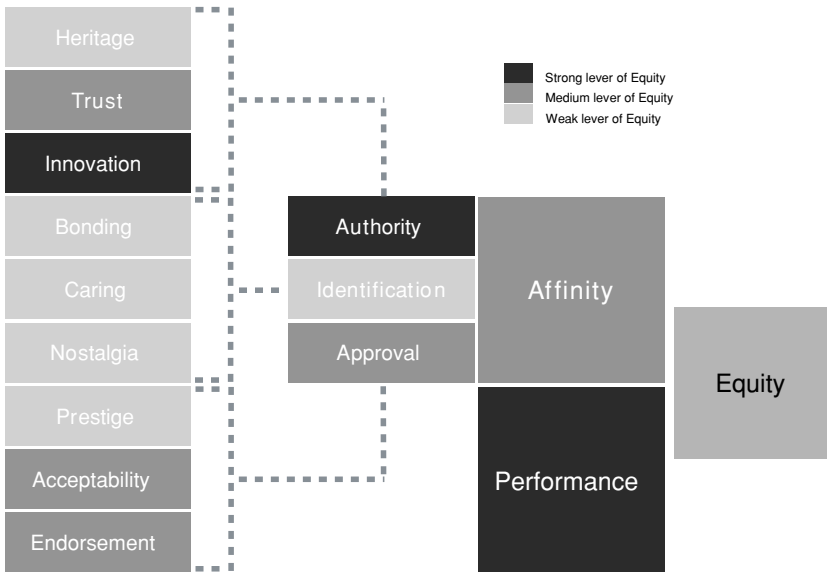 Heritage
Trust
Innovation
Bonding
Caring
Nostalgia
Prestige
Acceptability
Endorsement
Authority
Identification
Approval
Affinity
Performance
Equity
Strong lever of Equity
Medium lever of Equity
Weak lever of Equity